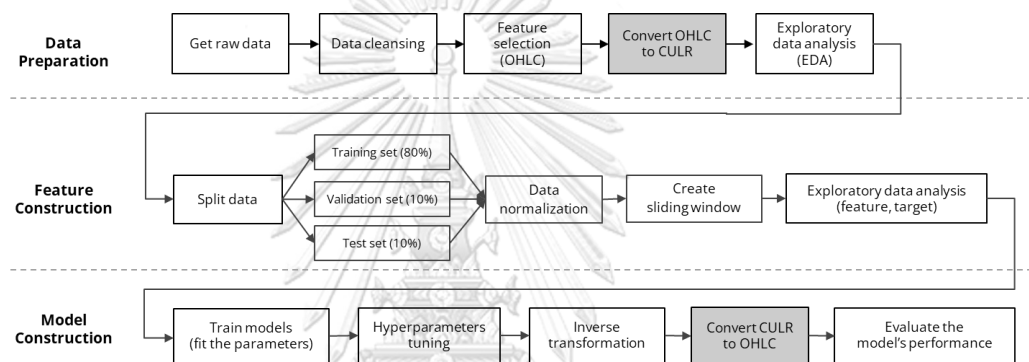 Data
Preparation
Get raw data
Data cleansing
Feature
selection
(OHLC)
Convert OHLC
to CULR
Exploratory
data analysis
(EDA)
Feature
Construction
Split data
Training set (80%)
Validation set (10%)
Test set (10%)
Data
normalization
Create
sliding window
Exploratory data analysis
(feature, target)
Model
Construction
Train models
(fit the parameters)
Hyperparameters
tuning
Inverse
transformation
Convert CULR
to OHLC
Evaluate the
model's performance